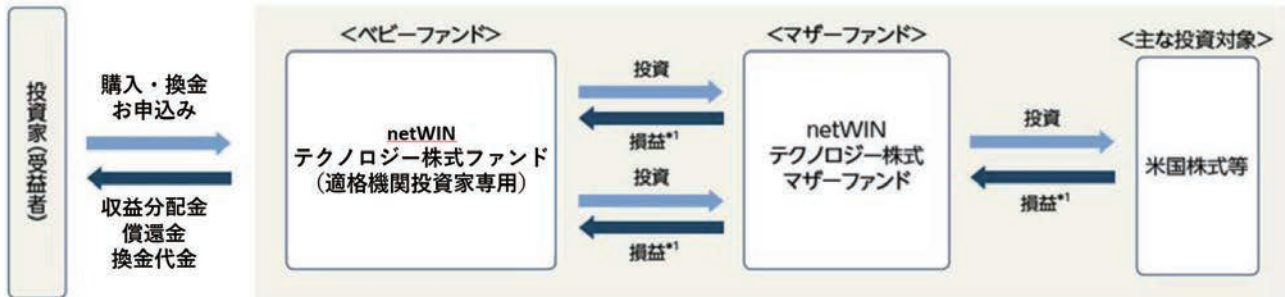 投資家(受益者)
購入・換金
お申込み
収益分配金
償還金
換金代金
<ベビーファンド>
netWIN
テクノロジー株式ファンド
(適格機関投資家専用)
投資
損益*1
投資
損益*1
<マザーファンド>
netWIN
テクノロジー株式
マザーファンド
投資
損益*1
<主な投資対象>
米国株式等